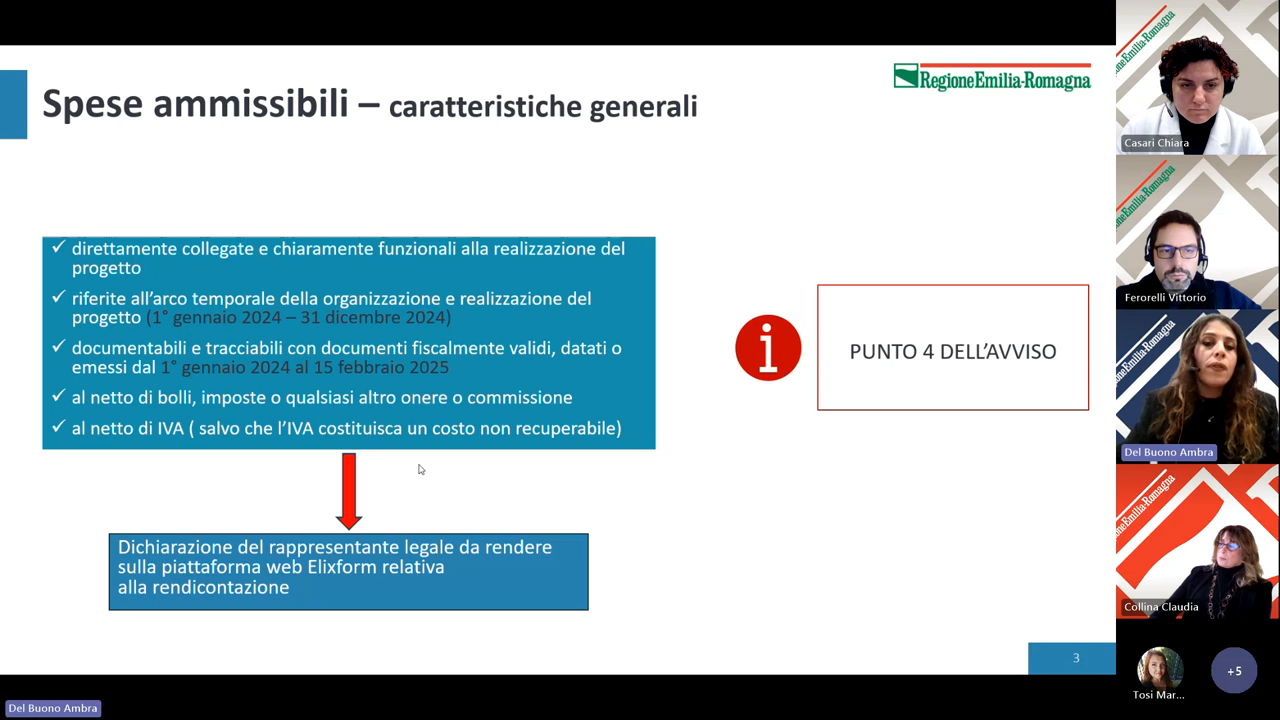 RegioneEmilia-Romagna
Spese ammissibili – caratteristiche generali
✓ direttamente collegate e chiaramente funzionali alla realizzazione del
progetto
✓ riferite all’arco temporale della organizzazione e realizzazione del
progetto (1° gennaio 2024 – 31 dicembre 2024)
✓ documentabili e tracciabili con documenti fiscalmente validi, datati o
emessi dal 1° gennaio 2024 al 15 febbraio 2025
✓ al netto di bolli, imposte o qualsiasi altro onere o commissione
✓ al netto di IVA ( salvo che l’IVA costituisca un costo non recuperabile)
i
PUNTO 4 DELL’AVVISO
Dichiarazione del rappresentante legale da rendere
sulla piattaforma web Elixform relativa
alla rendicontazione
3
Del Buono Ambra
Casari Chiara
Ferorelli Vittorio
Del Buono Ambra
Collina Claudia
Tosi Mar...
+5